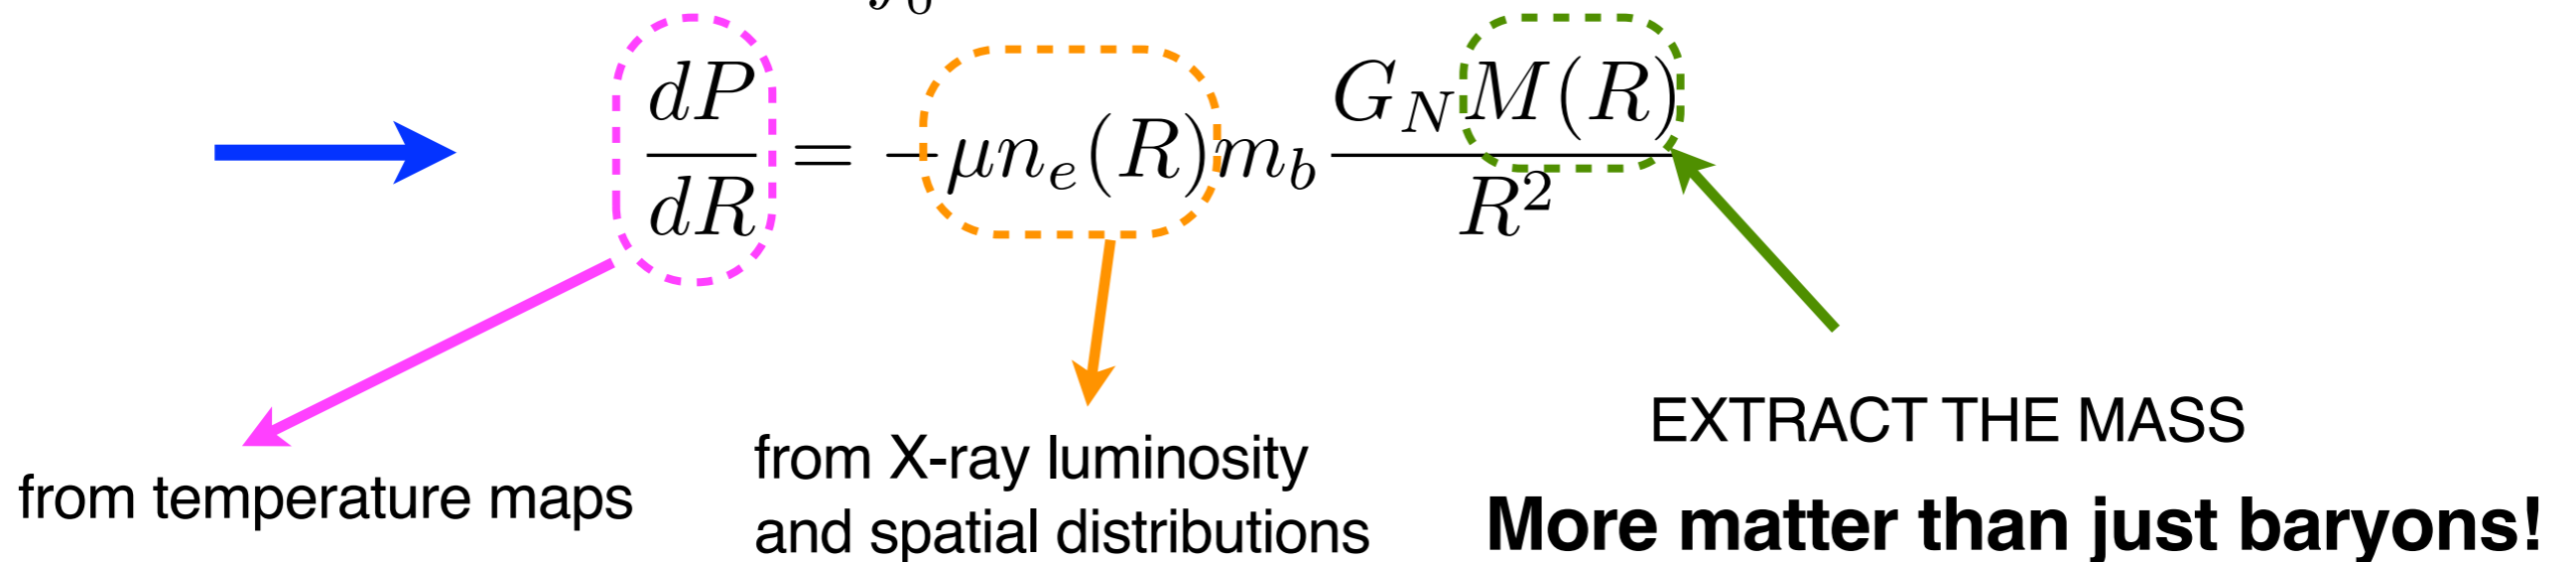 dP/dR = −μn_e(R)m_b G_N M(R)/R^2
from temperature maps
from X-ray luminosity
and spatial distributions
EXTRACT THE MASS
More matter than just baryons!